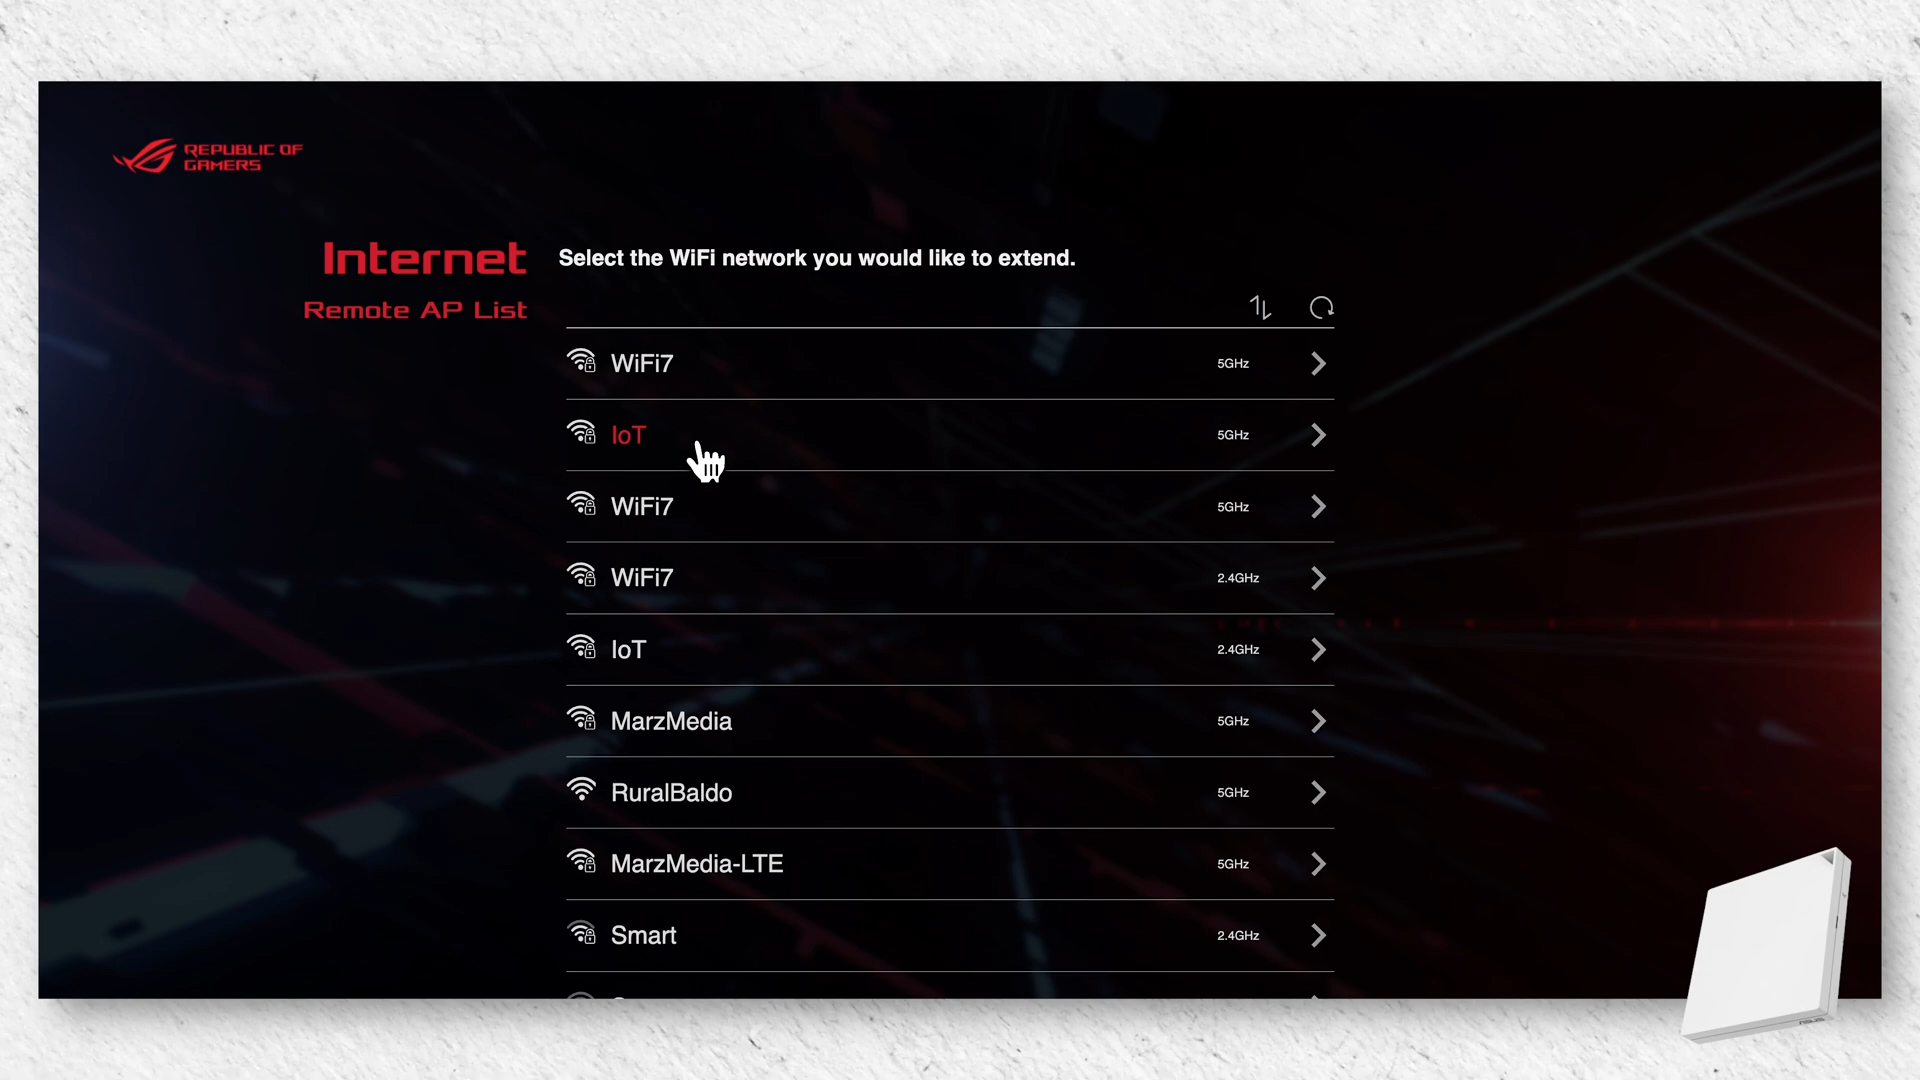 REPUBLIC OF
GAMERS
Internet
Remote AP List
Select the WiFi network you would like to extend.
WiFi7 5GHz
IoT 5GHz
WiFi7 5GHz
WiFi7 2.4GHz
IoT 2.4GHz
MarzMedia 5GHz
RuralBaldo 5GHz
MarzMedia-LTE 5GHz
Smart 2.4GHz